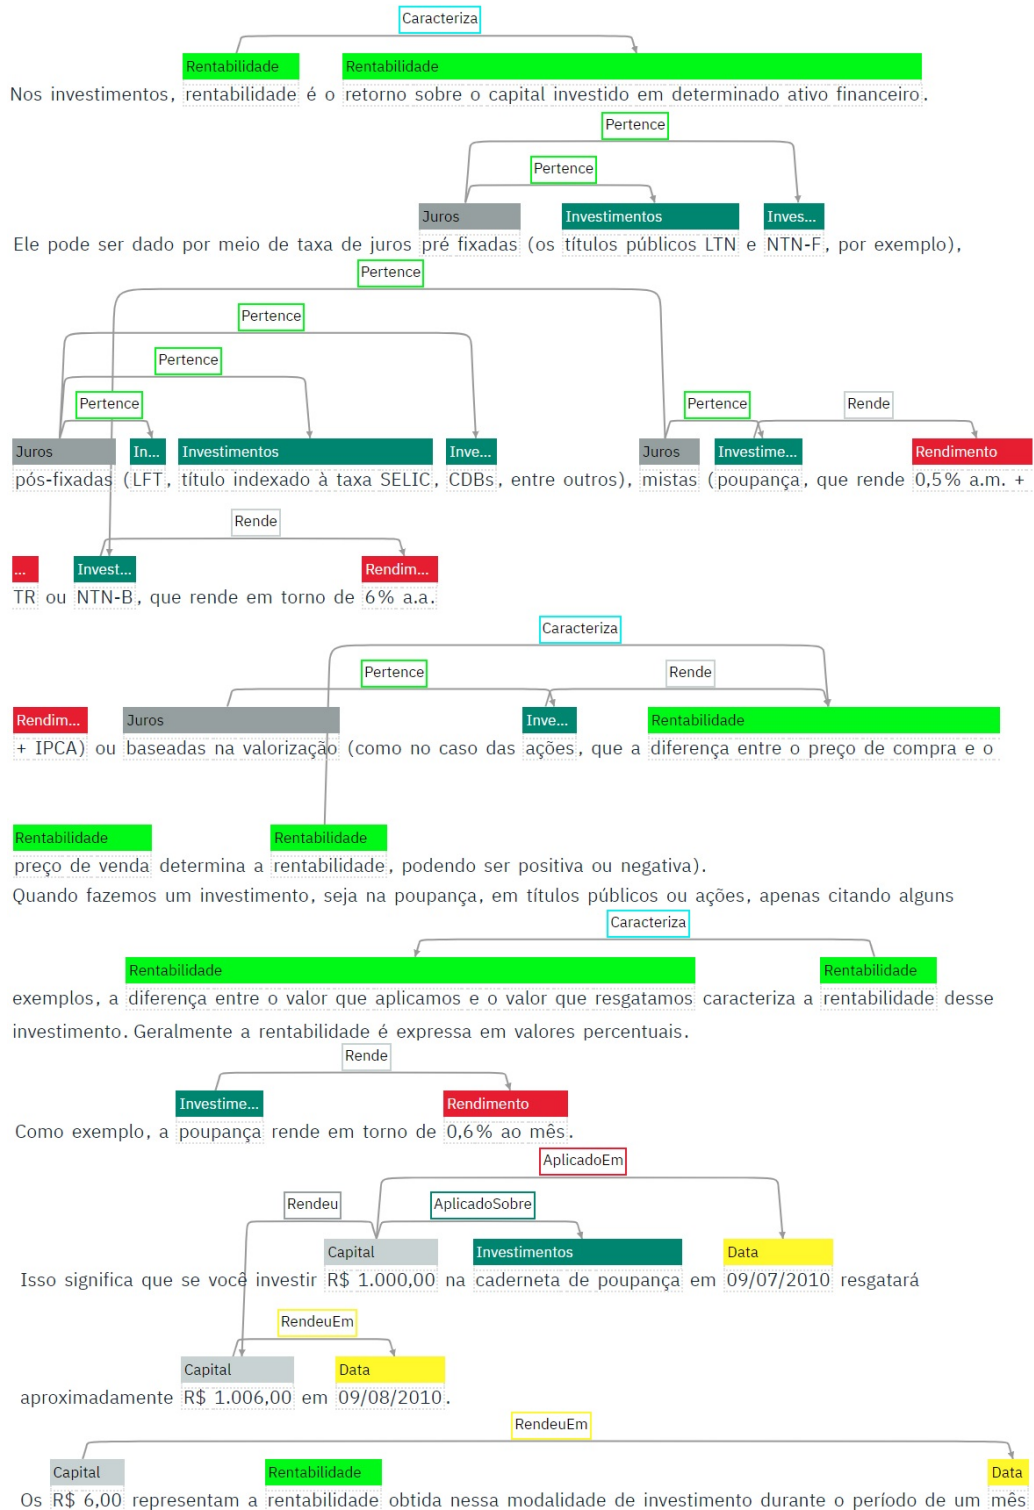 Caracteriza
Rentabilidade Rentabilidade
Nos investimentos, rentabilidade é o retorno sobre o capital investido em determinado ativo financeiro.
Pertence
Pertence
Juros Investimentos Inves...
Ele pode ser dado por meio de taxa de juros pré fixadas (os títulos públicos LTN e NTN-F, por exemplo),
Pertence
Pertence
Pertence
Pertence Pertence Rende
Juros In... Investimentos Inve... Juros Investime... Rendimento
pós-fixadas (LFT, título indexado à taxa SELIC, CDBs, entre outros), mistas (poupança, que rende 0,5% a.m. +
Rende
... Invest... Rendim...
TR ou NTN-B, que rende em torno de 6% a.a.
Caracteriza
Pertence Rende
Rendim... Juros Inve... Rentabilidade
+ IPCA) ou baseadas na valorização (como no caso das ações, que a diferença entre o preço de compra e o
Rentabilidade Rentabilidade
preço de venda determina a rentabilidade, podendo ser positiva ou negativa).
Quando fazemos um investimento, seja na poupança, em títulos públicos ou ações, apenas citando alguns
Caracteriza
Rentabilidade Rentabilidade
exemplos, a diferença entre o valor que aplicamos e o valor que resgatamos caracteriza a rentabilidade desse
investimento. Geralmente a rentabilidade é expressa em valores percentuais.
Rende
Investime... Rendimento
Como exemplo, a poupança rende em torno de 0,6% ao mês.
AplicadoEm
Rendeu AplicadoSobre
Capital Investimentos Data
Isso significa que se você investir R$ 1.000,00 na caderneta de poupança em 09/07/2010 resgatará
RendeuEm
Capital Data
aproximadamente R$ 1.006,00 em 09/08/2010.
RendeuEm
Capital Rentabilidade Data
Os R$ 6,00 representam a rentabilidade obtida nessa modalidade de investimento durante o período de um mês